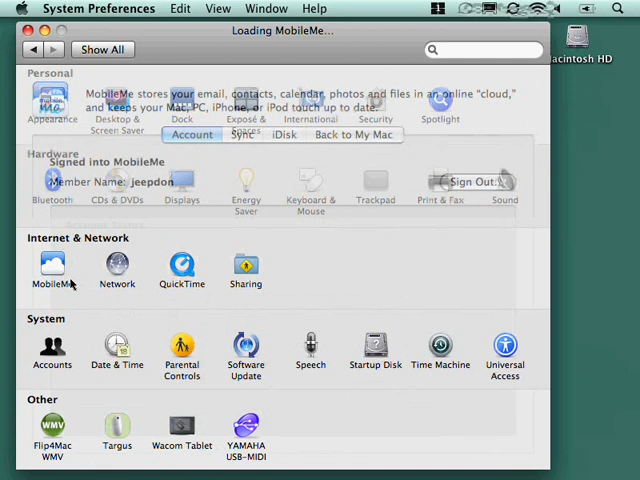 System Preferences Edit View Window Help
Loading MobileMe...
Show All
Macintosh HD
Personal
MobileMe stores your email, contacts, calendar, photos and files in an online "cloud,"
and keeps your Mac, PC, iPhone, or iPod touch up to date.
Appearance
Desktop &
Screen Saver
Dock
Exposé &
Spaces
International
Security
Spotlight
Account Sync iDisk Back to My Mac
Hardware
Signed into MobileMe
Member Name: jeepdon
Sign Out...
Bluetooth
CDs & DVDs
Displays
Energy
Saver
Keyboard &
Mouse
Trackpad
Print & Fax
Sound
Internet & Network
MobileMe
Network
QuickTime
Sharing
System
Accounts
Date & Time
Parental
Controls
Software
Update
Speech
Startup Disk
Time Machine
Universal
Access
Other
WMV
Flip4Mac
WMV
Targus
Wacom Tablet
YAMAHA
USB-MIDI